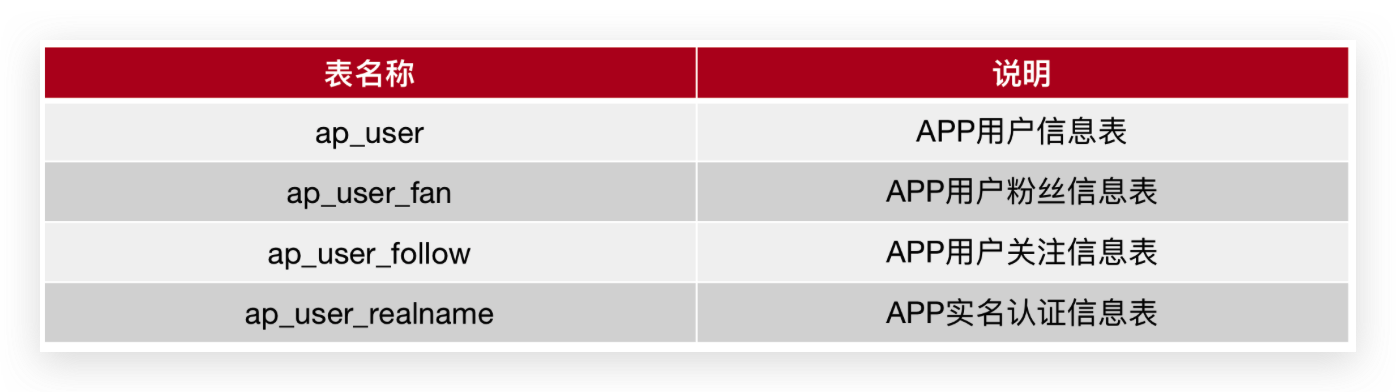 表名称 说明
ap_user APP用户信息表
ap_user_fan APP用户粉丝信息表
ap_user_follow APP用户关注信息表
ap_user_realname APP实名认证信息表